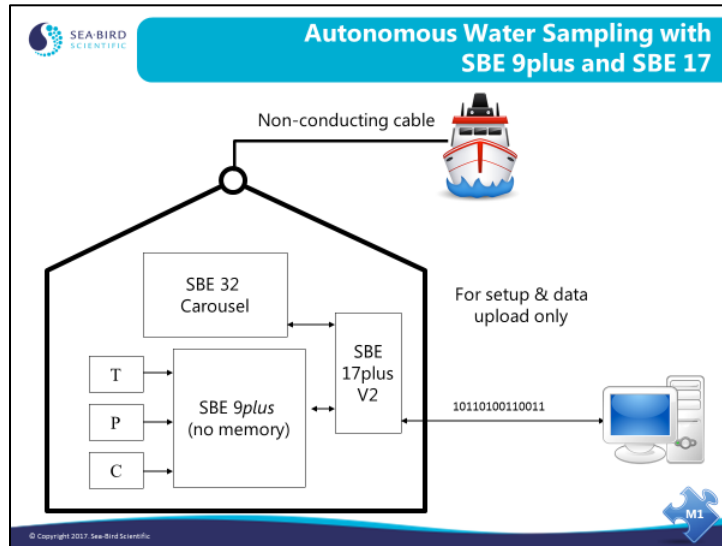 SEA·BIRD
SCIENTIFIC
Autonomous Water Sampling with
SBE 9plus and SBE 17
Non-conducting cable
SBE 32
Carousel
For setup & data
upload only
SBE
17plus
V2
T
SBE 9plus
(no memory)
P
C
10110100110011
M1
© Copyright 2017. Sea-Bird Scientific